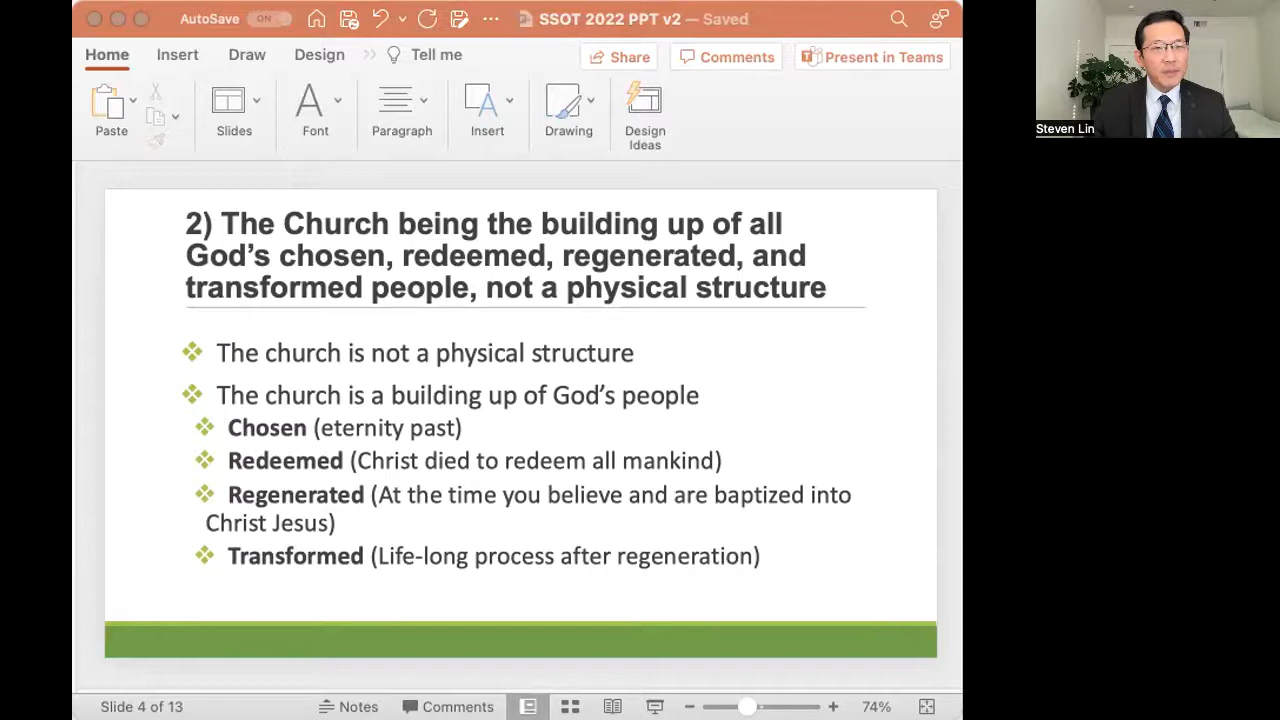 AutoSave ON SSOT 2022 PPT v2 — Saved
Home Insert Draw Design Tell me Share Comments Present in Teams
Paste Slides Font Paragraph Insert Drawing Design Ideas
Steven Lin
2) The Church being the building up of all
God’s chosen, redeemed, regenerated, and
transformed people, not a physical structure
The church is not a physical structure
The church is a building up of God’s people
Chosen (eternity past)
Redeemed (Christ died to redeem all mankind)
Regenerated (At the time you believe and are baptized into
Christ Jesus)
Transformed (Life-long process after regeneration)
Slide 4 of 13 Notes Comments 74%